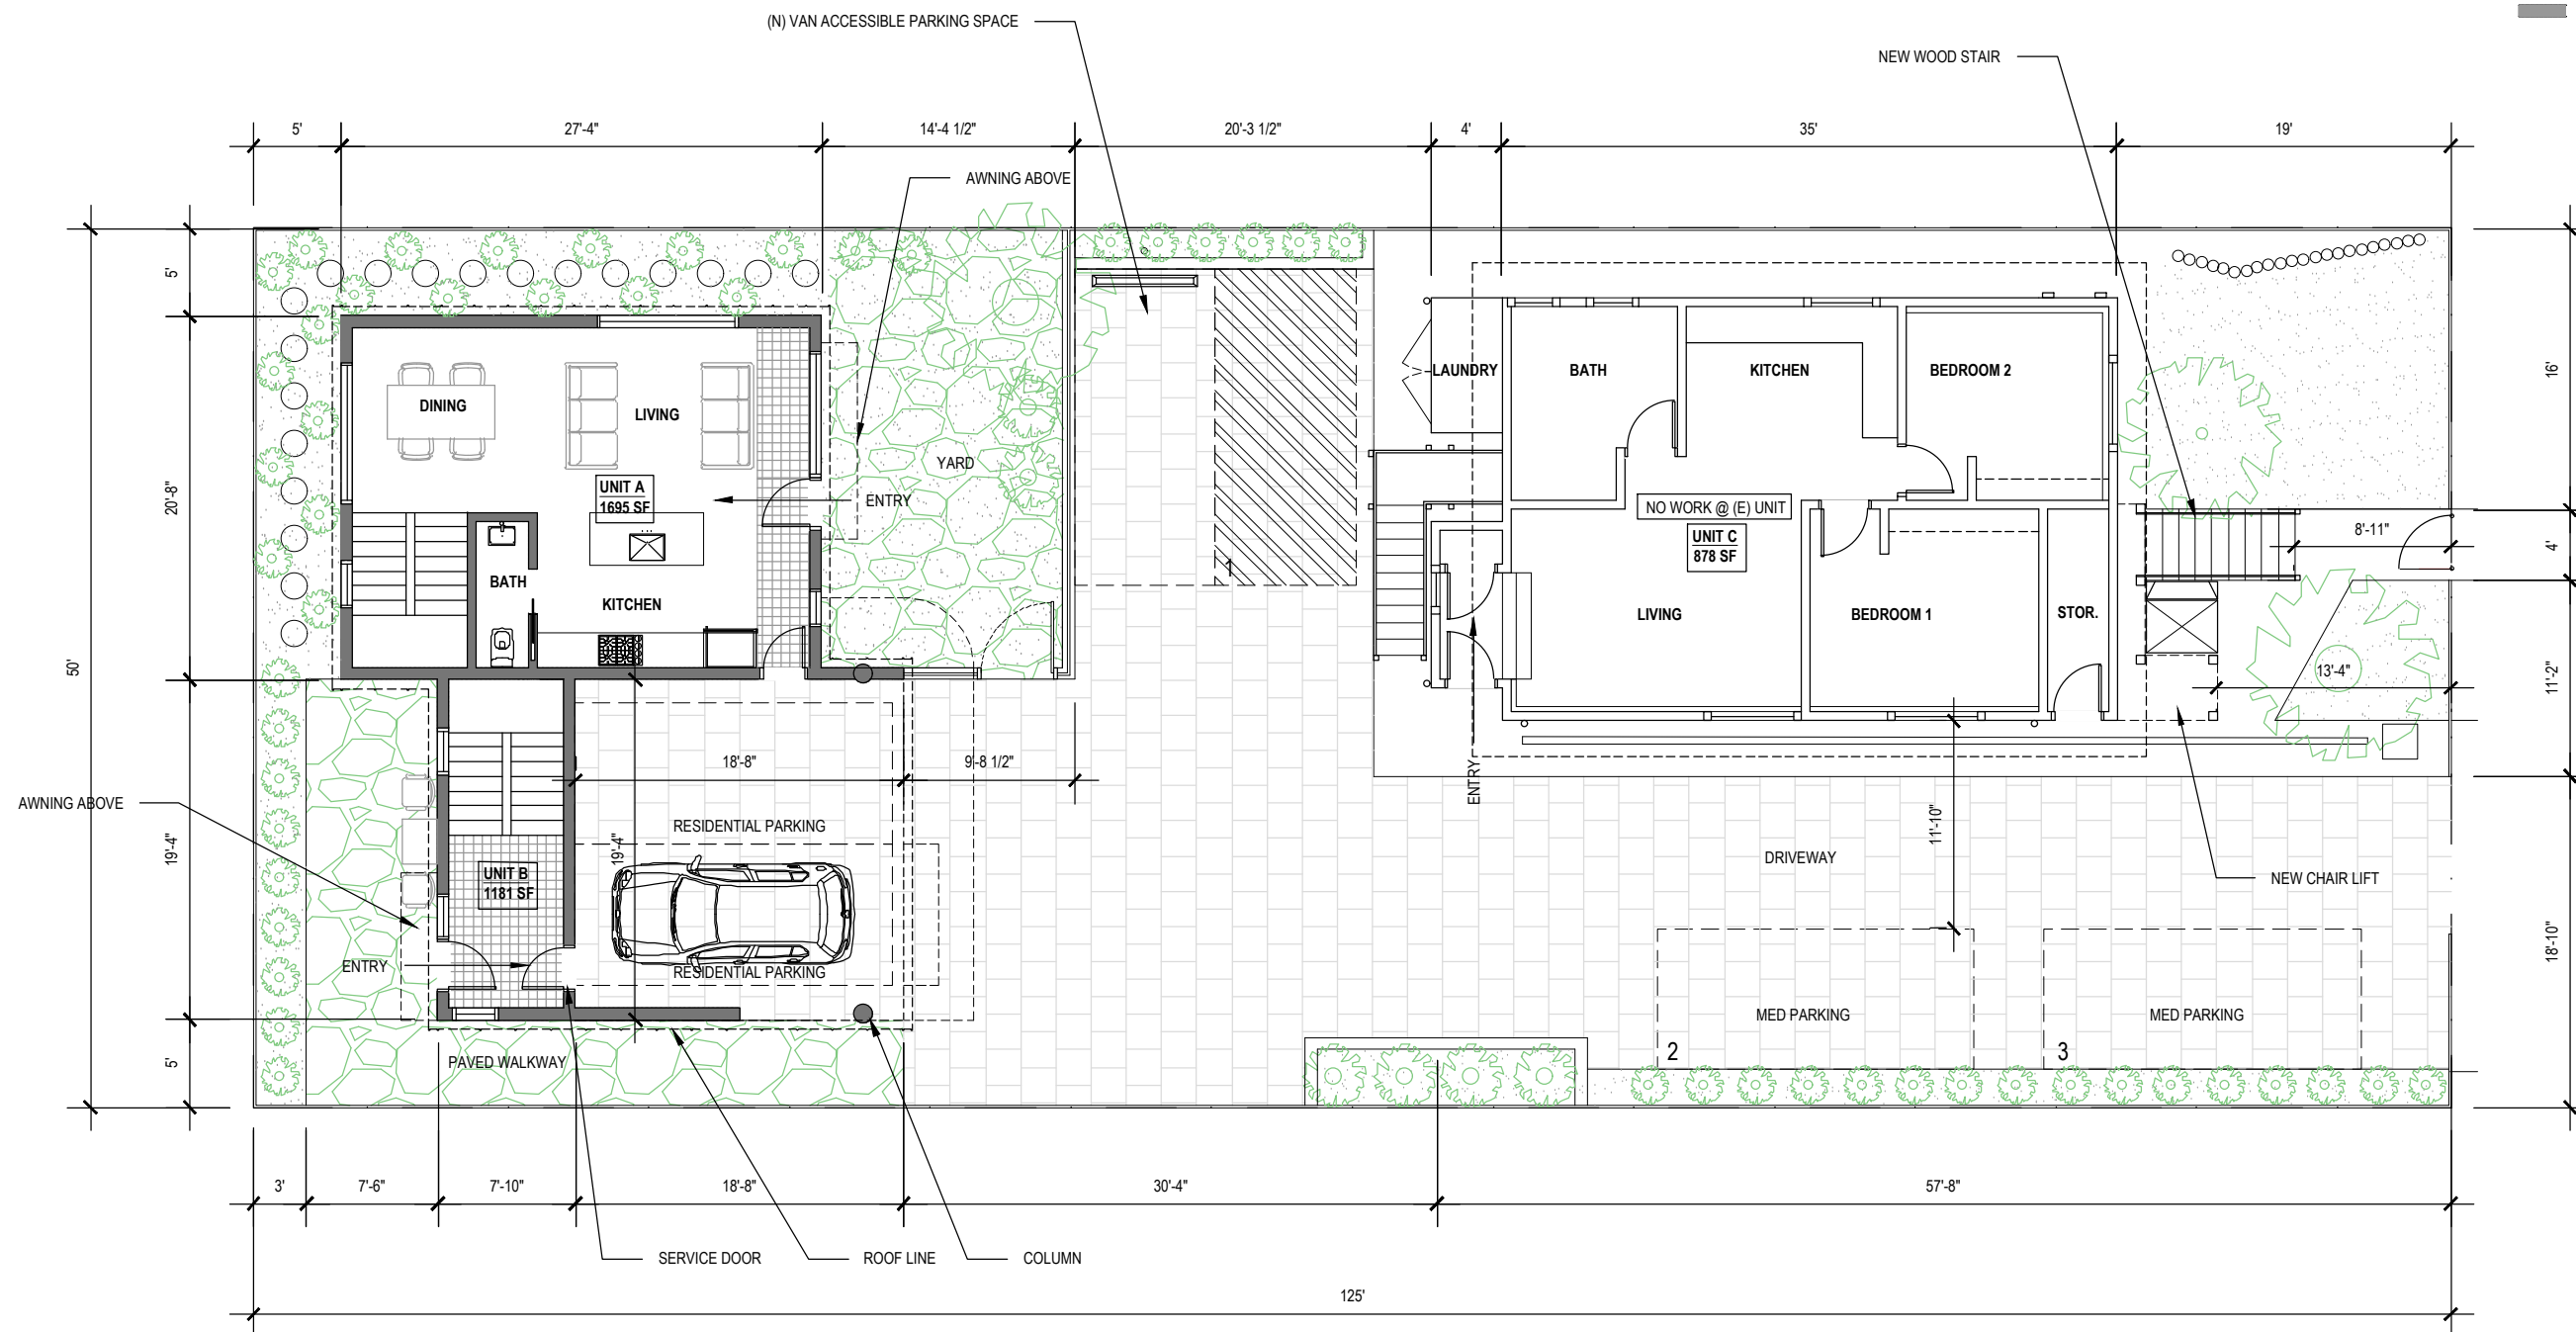 (N) VAN ACCESSIBLE PARKING SPACE
NEW WOOD STAIR
5'
27'-4"
14'-4 1/2"
20'-3 1/2"
4'
35'
19'
AWNING ABOVE
5'
20'-8"
50'
19'-4"
5'
DINING
LIVING
UNIT A
1695 SF
ENTRY
YARD
BATH
KITCHEN
1
LAUNDRY
BATH
KITCHEN
BEDROOM 2
NO WORK @ (E) UNIT
UNIT C
878 SF
LIVING
BEDROOM 1
STOR.
8'-11"
13'-4"
16'
4'
11'-2"
18'-10"
18'-8"
9'-8 1/2"
ENTRY
AWNING ABOVE
RESIDENTIAL PARKING
19'-4"
11'-10"
DRIVEWAY
UNIT B
1181 SF
NEW CHAIR LIFT
ENTRY
RESIDENTIAL PARKING
MED PARKING
MED PARKING
2
3
PAVED WALKWAY
3'
7'-6"
7'-10"
18'-8"
30'-4"
57'-8"
SERVICE DOOR
ROOF LINE
COLUMN
125'